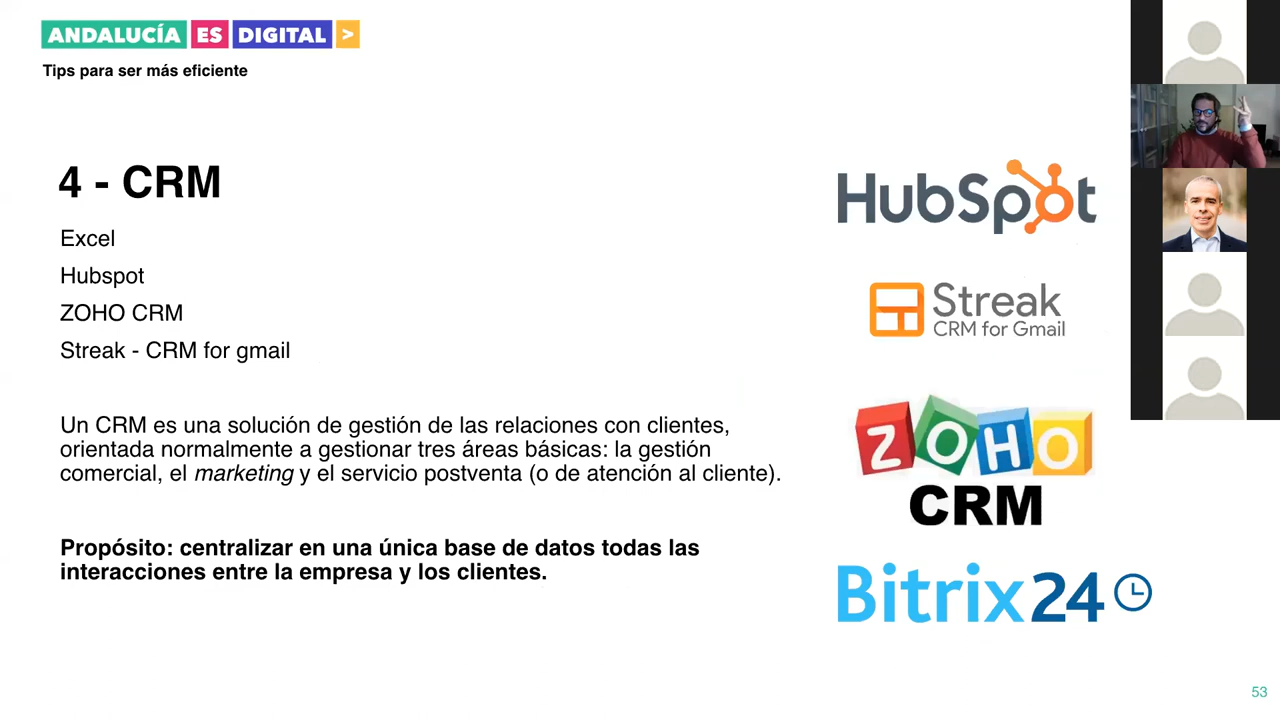 ANDALUCÍA ES DIGITAL >
Tips para ser más eficiente
4 - CRM
Excel
Hubspot
ZOHO CRM
Streak - CRM for gmail
Un CRM es una solución de gestión de las relaciones con clientes,
orientada normalmente a gestionar tres áreas básicas: la gestión
comercial, el marketing y el servicio postventa (o de atención al cliente).
Propósito: centralizar en una única base de datos todas las
interacciones entre la empresa y los clientes.
HubSpot
Streak
CRM for Gmail
ZOHO
CRM
Bitrix24
53